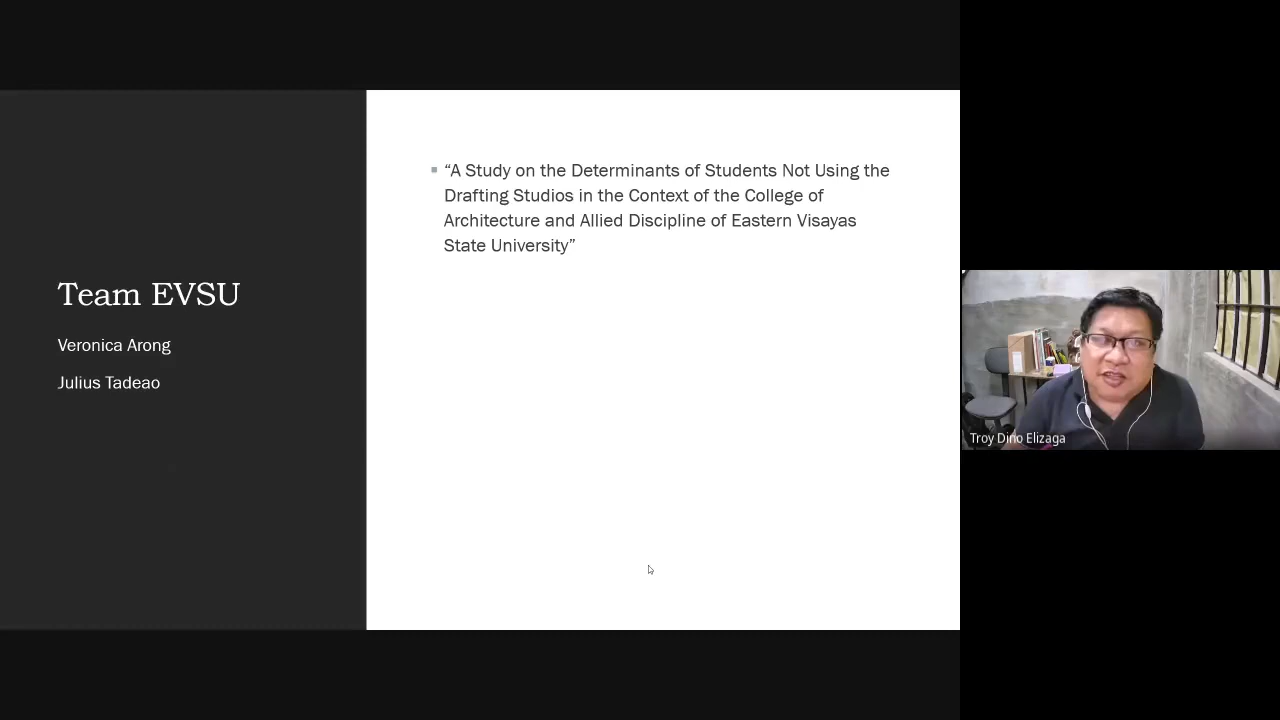 Team EVSU
Veronica Arong
Julius Tadeao
“A Study on the Determinants of Students Not Using the
Drafting Studios in the Context of the College of
Architecture and Allied Discipline of Eastern Visayas
State University”
Troy Dino Elizaga